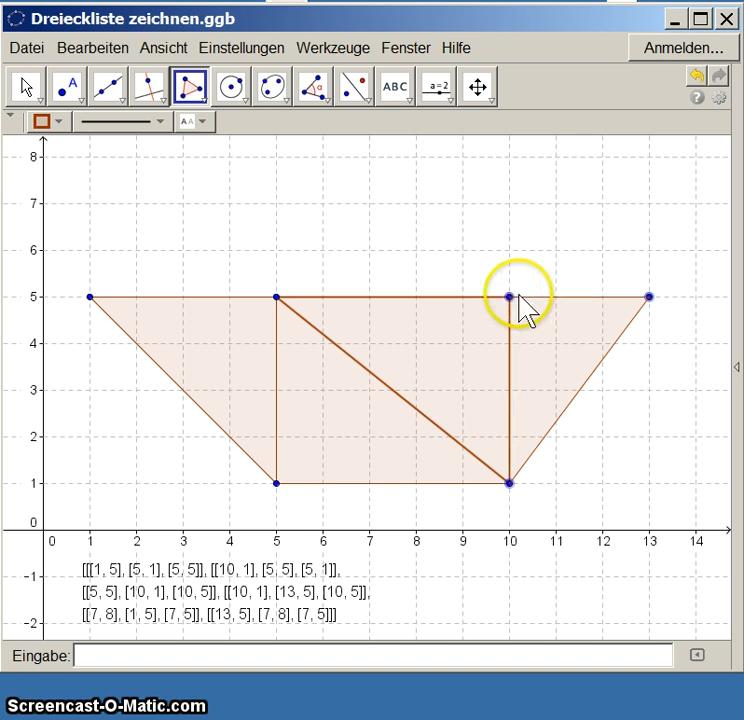 Dreieckliste zeichnen.ggb
Datei Bearbeiten Ansicht Einstellungen Werkzeuge Fenster Hilfe Anmelden...
A ABC a=2
AA
8
7
6
5
4
3
2
1
0
0 1 2 3 4 5 6 7 8 9 10 11 12 13 14
-1
-2
[[[1, 5], [5, 1], [5, 5]], [[10, 1], [5, 5], [5, 1]],
[[5, 5], [10, 1], [10, 5]], [[10, 1], [13, 5], [10, 5]],
[[7, 8], [1, 5], [7, 5]], [[13, 5], [7, 8], [7, 5]]]
Eingabe:
Screencast-O-Matic.com